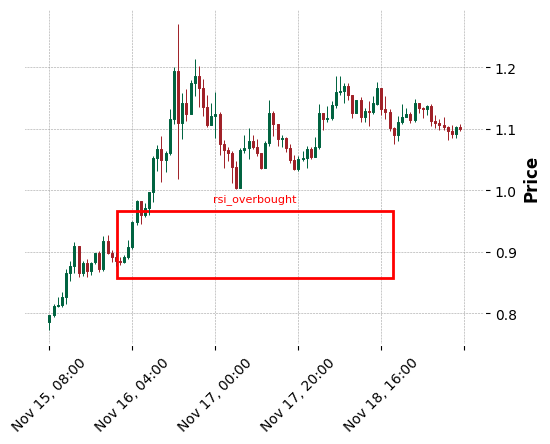 rsi_overbought
1.2
1.1
1.0
0.9
0.8
Price
Nov 15, 08:00
Nov 16, 04:00
Nov 17, 00:00
Nov 17, 20:00
Nov 18, 16:00